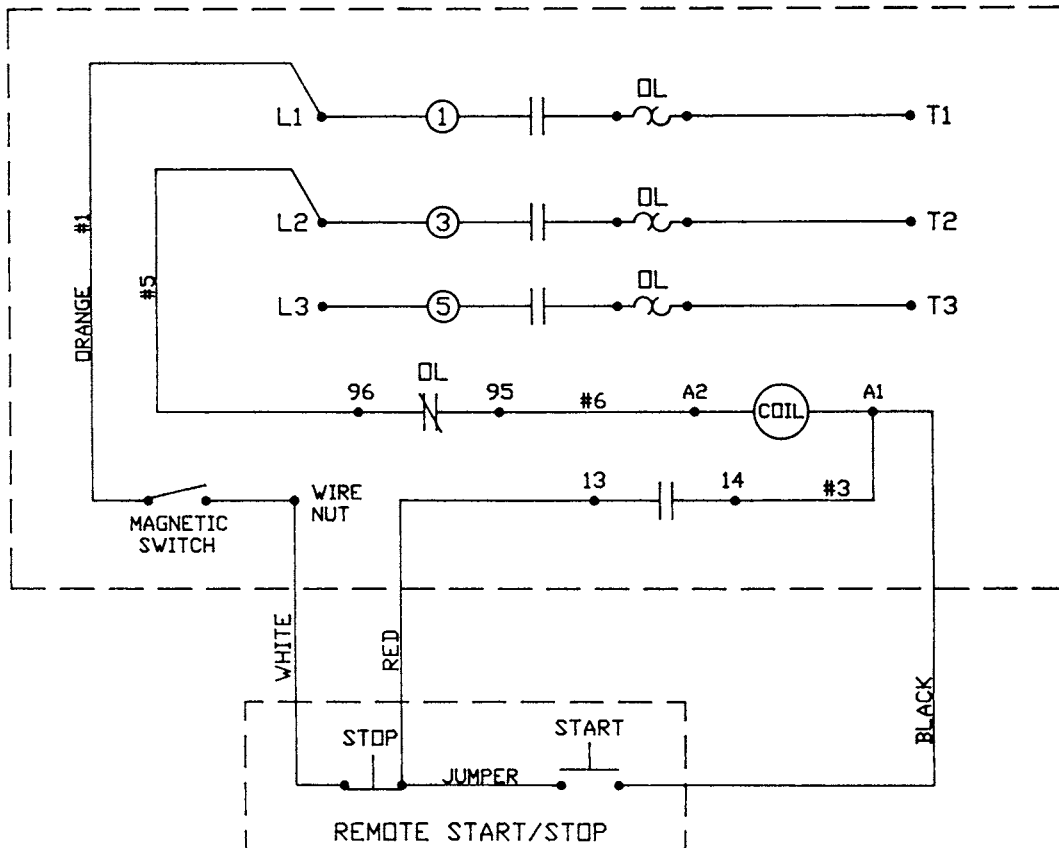 OL
L1 1 T1
OL
L2 3 T2
OL
L3 5 T3
#1
ORANGE
#5
OL
96 95 #6 A2 COIL A1
13 14 #3
WIRE
NUT
MAGNETIC
SWITCH
WHITE
RED
BLACK
STOP
START
JUMPER
REMOTE START/STOP